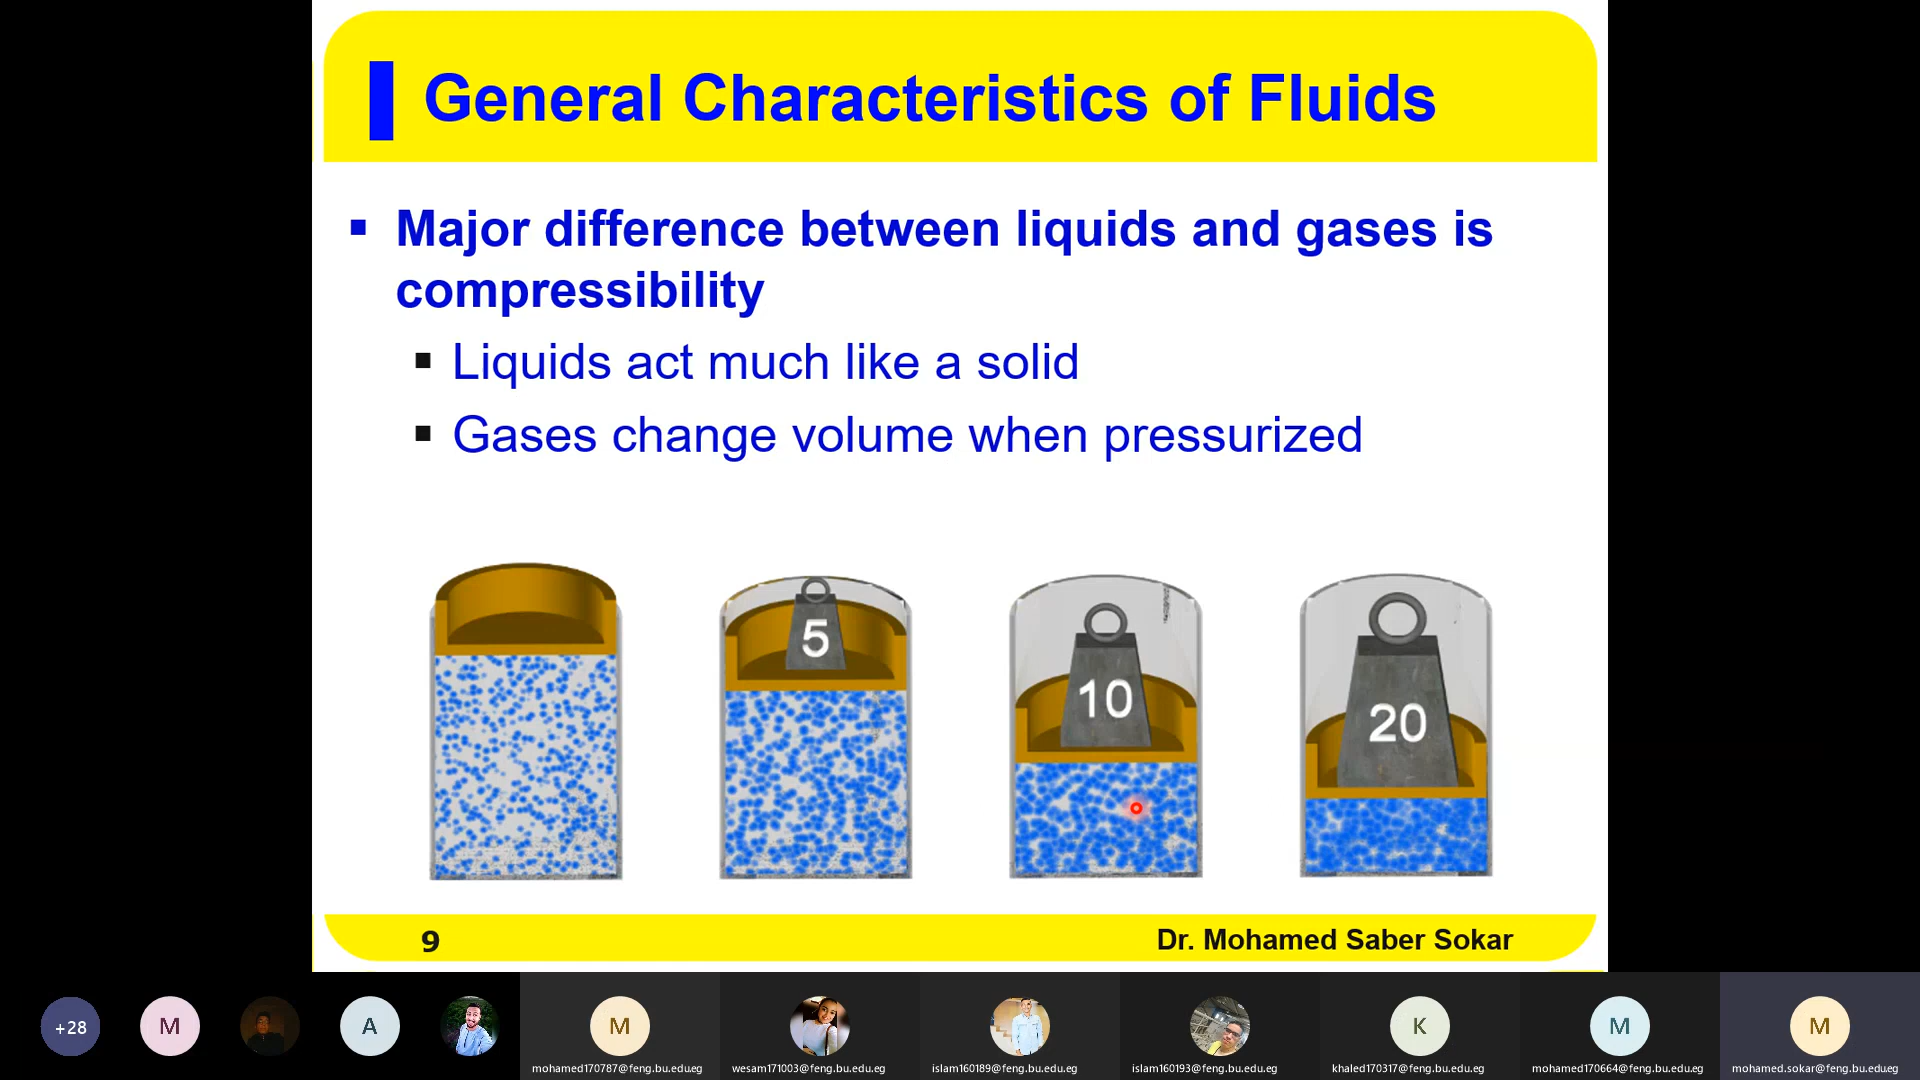 General Characteristics of Fluids
Major difference between liquids and gases is
compressibility
Liquids act much like a solid
Gases change volume when pressurized
5
10
20
9
Dr. Mohamed Saber Sokar
+28
M
A
M
K
M
M
mohamed170787@feng.bu.edu.eg
wesam171003@feng.bu.edu.eg
islam160189@feng.bu.edu.eg
islam160193@feng.bu.edu.eg
khaled170317@feng.bu.edu.eg
mohamed170664@feng.bu.edu.eg
mohamed.sokar@feng.bu.edu.eg